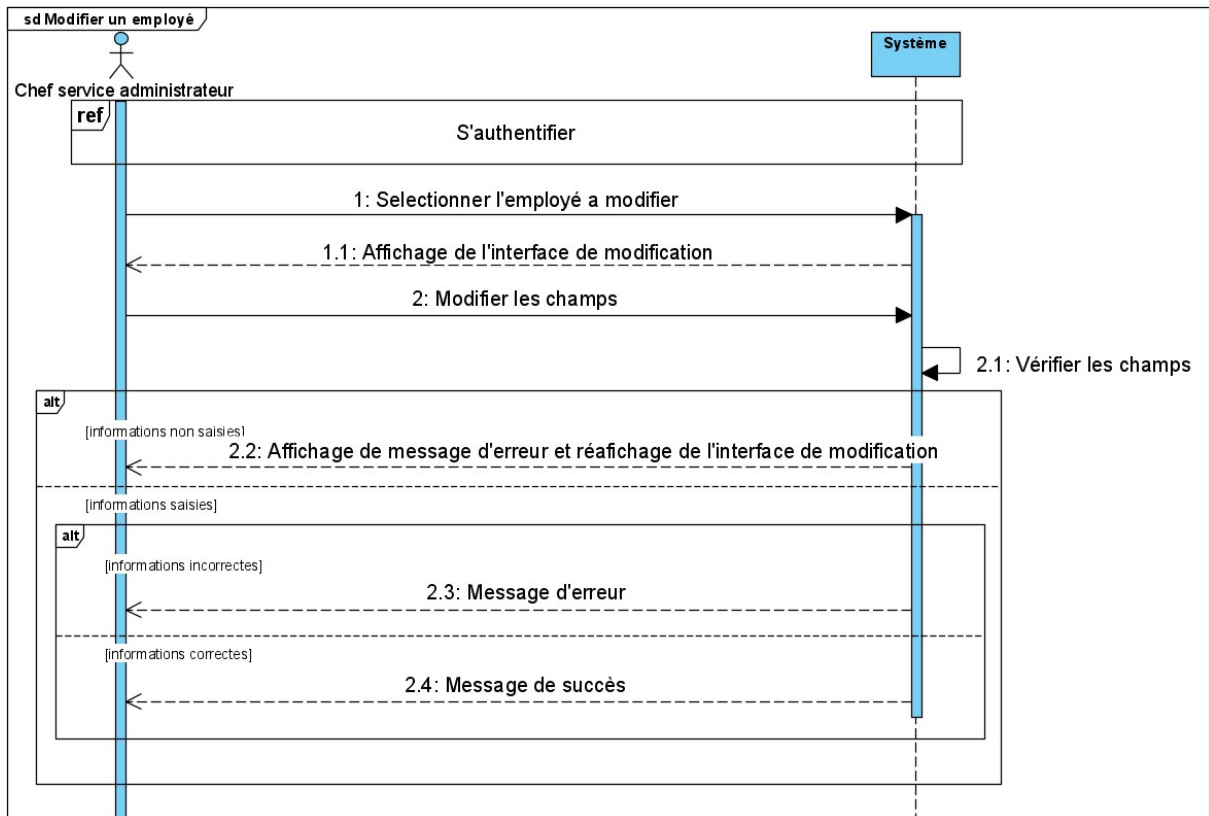 sd Modifier un employé
Système
Chef service administrateur
ref
S'authentifier
1: Selectionner l'employé a modifier
1.1: Affichage de l'interface de modification
2: Modifier les champs
2.1: Vérifier les champs
alt
[informations non saisies]
2.2: Affichage de message d'erreur et réafichage de l'interface de modification
[informations saisies]
alt
[informations incorrectes]
2.3: Message d'erreur
[informations correctes]
2.4: Message de succès